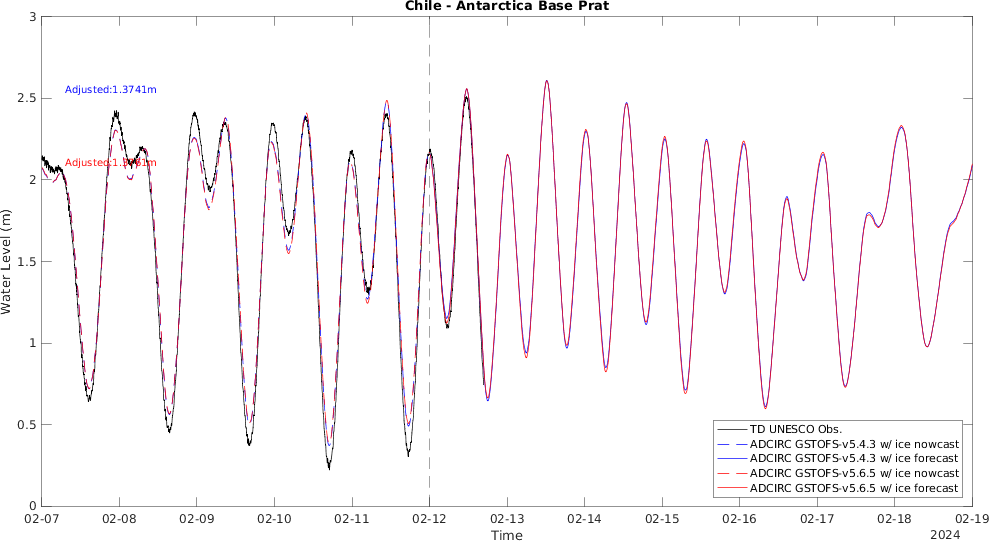 Chile - Antarctica Base Prat
Water Level (m)
3
2.5
2
1.5
1
0.5
0
Adjusted:1.3741m
02-07
02-08
02-09
02-10
02-11
02-12
02-13
02-14
02-15
02-16
02-17
02-18
02-19
Time
2024
TD UNESCO Obs.
ADCIRC GSTOFS-v5.4.3 w/ ice nowcast
ADCIRC GSTOFS-v5.4.3 w/ ice forecast
ADCIRC GSTOFS-v5.6.5 w/ ice nowcast
ADCIRC GSTOFS-v5.6.5 w/ ice forecast